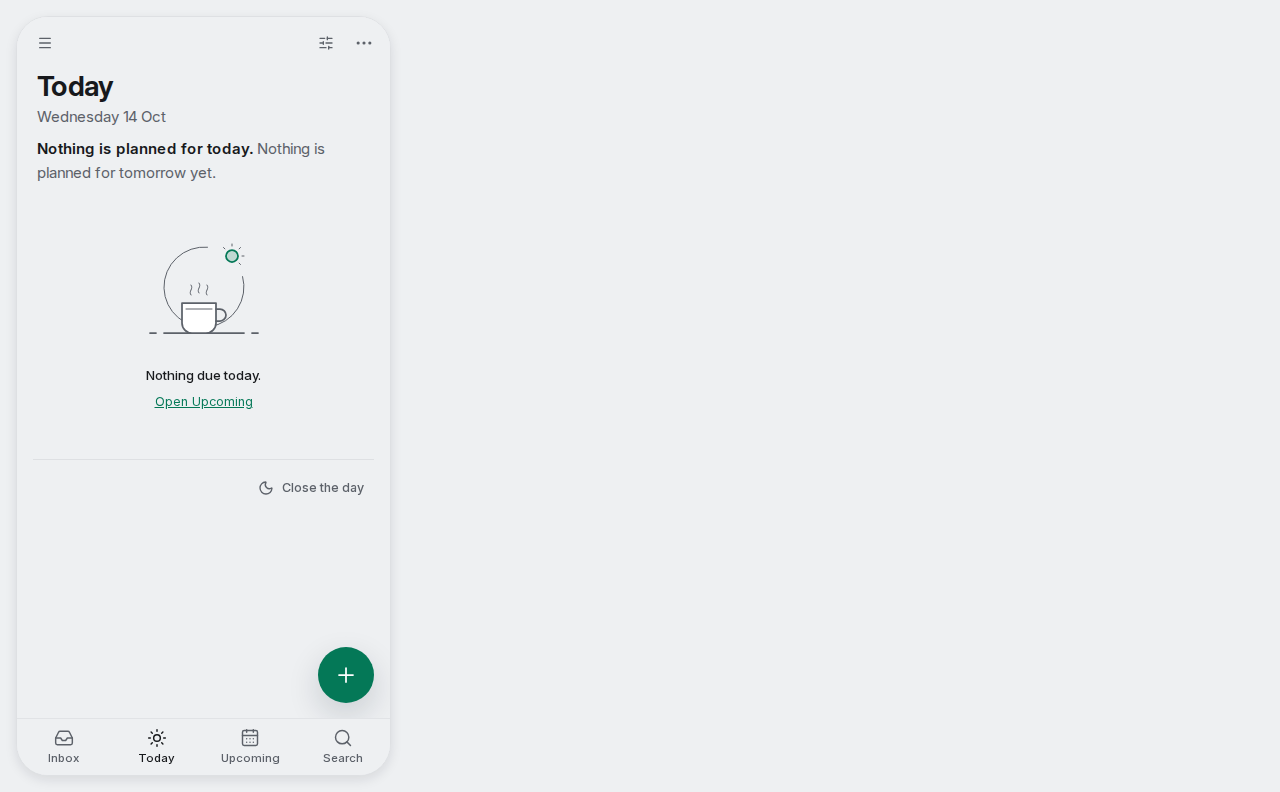 Today
Wednesday 14 Oct
Nothing is planned for today. Nothing is
planned for tomorrow yet.
Nothing due today.
Open Upcoming
Close the day
Inbox
Today
Upcoming
Search